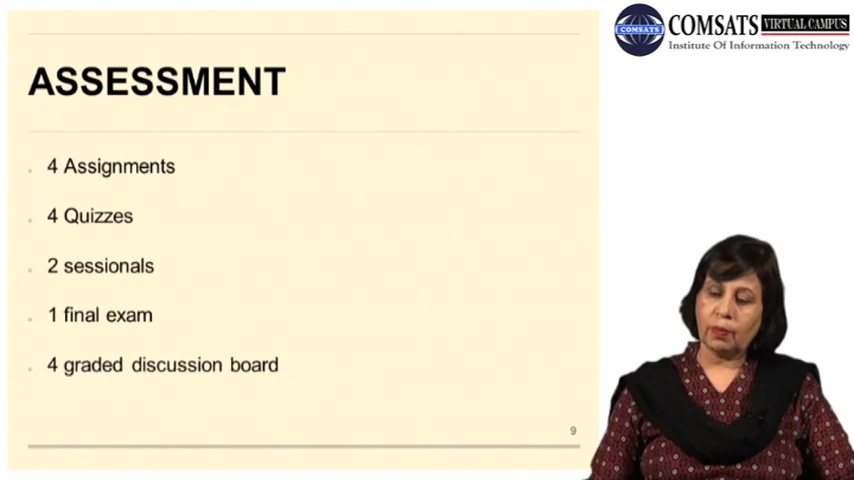 ASSESSMENT
4 Assignments
4 Quizzes
2 sessionals
1 final exam
4 graded discussion board
9
COMSATS
COMSATS VIRTUAL CAMPUS
Institute Of Information Technology